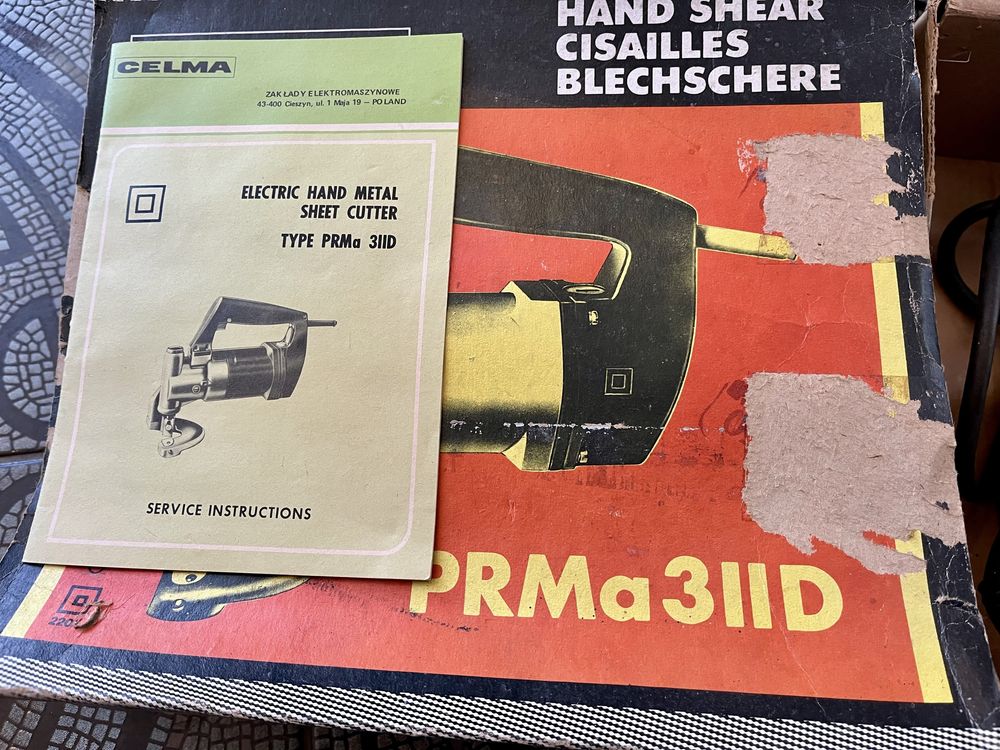 HAND SHEAR
CISAILLES
BLECHSCHERE
CELMA
ZAKŁADY ELEKTROMASZYNOWE
43-400 Cieszyn, ul. 1 Maja 19 — POLAND
ELECTRIC HAND METAL
SHEET CUTTER
TYPE PRMa 3IID
SERVICE INSTRUCTIONS
PRMa 3IID
220V